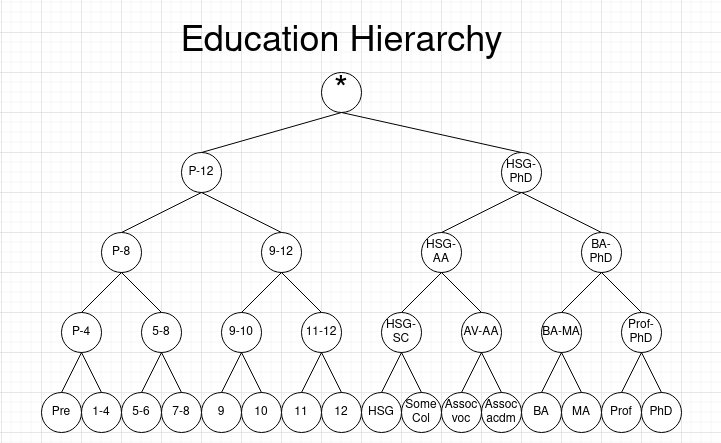 Education Hierarchy
*
P-12
HSG-
PhD
P-8
9-12
HSG-
AA
BA-
PhD
P-4
5-8
9-10
11-12
HSG-
SC
AV-AA
BA-MA
Prof-
PhD
Pre
1-4
5-6
7-8
9
10
11
12
HSG
Some
Col
Assoc
voc
Assoc
acdm
BA
MA
Prof
PhD